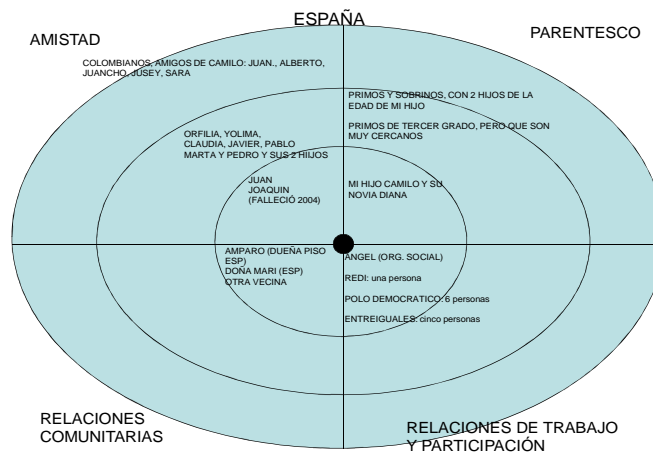 ESPAÑA
AMISTAD
PARENTESCO
COLOMBIANOS, AMIGOS DE CAMILO: JUAN., ALBERTO,
JUANCHO, JUSEY, SARA
PRIMOS Y SOBRINOS, CON 2 HIJOS DE LA
EDAD DE MI HIJO
PRIMOS DE TERCER GRADO, PERO QUE SON
MUY CERCANOS
ORFILIA, YOLIMA,
CLAUDIA, JAVIER, PABLO
MARTA Y PEDRO Y SUS 2 HIIJOS
JUAN
JOAQUIN
(FALLECIÓ 2004)
MI HIJO CAMILO Y SU
NOVIA DIANA
AMPARO (DUEÑA PISO
ESP)
DOÑA MARI (ESP)
OTRA VECINA
ANGEL (ORG. SOCIAL)
REDI: una persona
POLO DEMOCRATICO: 6 personas
ENTREIGUALES: cinco personas
RELACIONES
COMUNITARIAS
RELACIONES DE TRABAJO
Y PARTICIPACIÓN